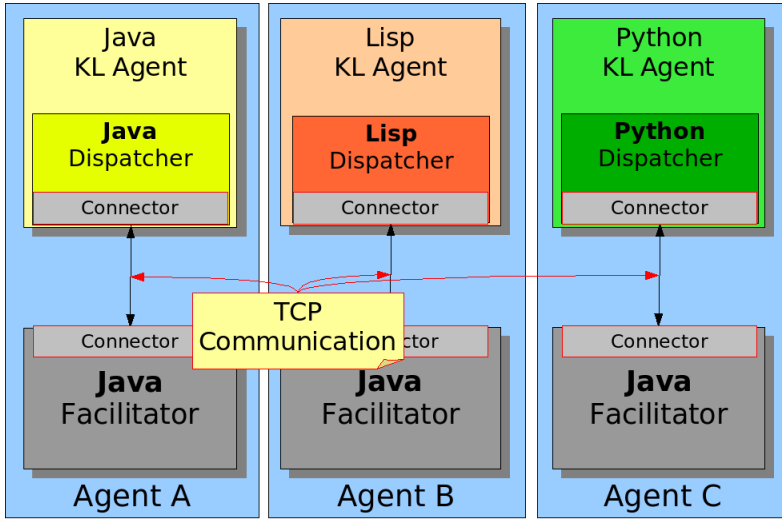 Java
KL Agent
Java
Dispatcher
Connector
Connector
Java
Facilitator
Agent A
Lisp
KL Agent
Lisp
Dispatcher
Connector
TCP
Communication
ctor
Java
Facilitator
Agent B
Python
KL Agent
Python
Dispatcher
Connector
Connector
Java
Facilitator
Agent C